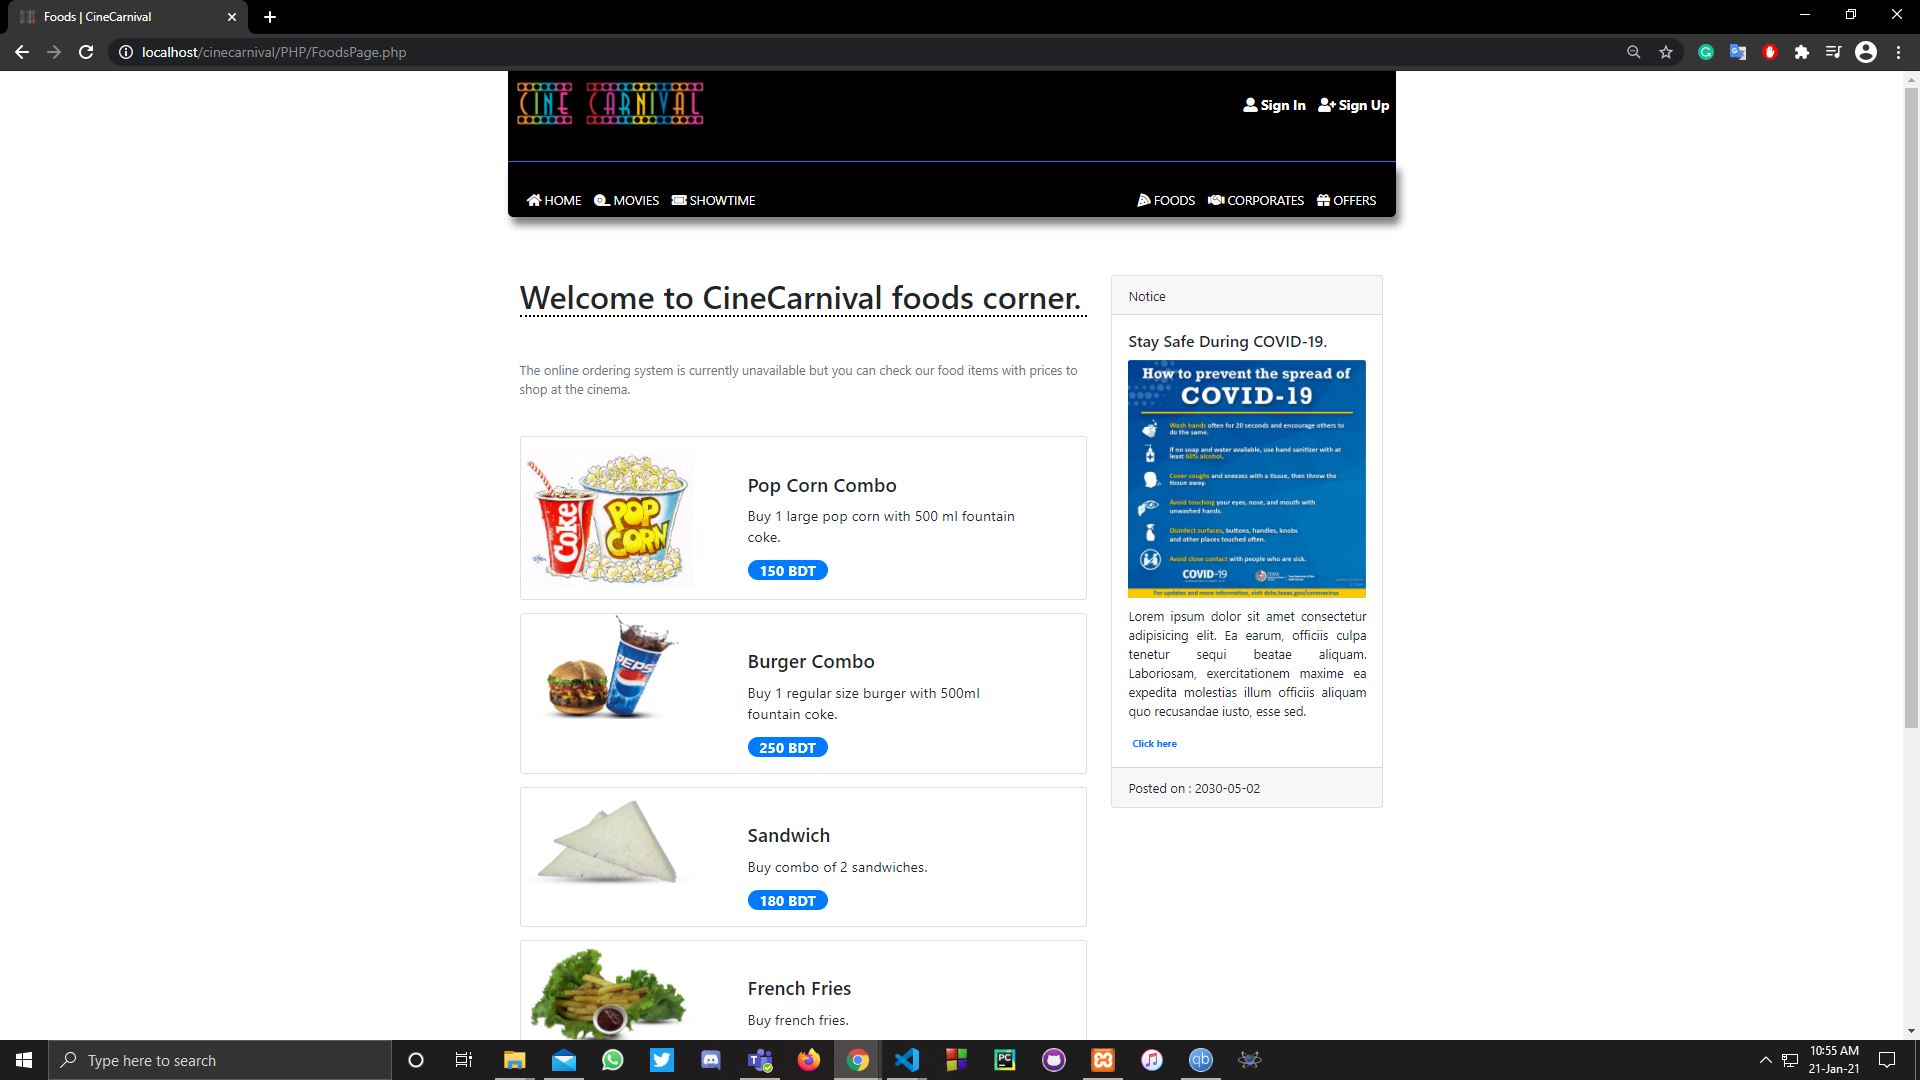 Foods | CineCarnival
localhost/cinecarnival/PHP/FoodsPage.php
CINE CARNIVAL
Sign In Sign Up
HOME MOVIES SHOWTIME FOODS CORPORATES OFFERS
Welcome to CineCarnival foods corner.
The online ordering system is currently unavailable but you can check our food items with prices to
shop at the cinema.
Coke
POP
CORN
Pop Corn Combo
Buy 1 large pop corn with 500 ml fountain
coke.
150 BDT
PEPSI
Burger Combo
Buy 1 regular size burger with 500ml
fountain coke.
250 BDT
Sandwich
Buy combo of 2 sandwiches.
180 BDT
French Fries
Buy french fries.
Notice
Stay Safe During COVID-19.
How to prevent the spread of
COVID-19
Wash hands often for 20 seconds and encourage others to
do the same.
If no soap and water available, use hand sanitizer with at
least 60% alcohol.
Cover coughs and sneezes with a tissue, then throw the
tissue away.
Avoid touching your eyes, nose, and mouth with
unwashed hands.
Disinfect surfaces, buttons, handles, knobs
and other places touched often.
Avoid close contact with people who are sick.
COVID-19
TEXAS
For updates and more information, visit dshs.texas.gov/coronavirus
Lorem ipsum dolor sit amet consectetur
adipisicing elit. Ea earum, officiis culpa
tenetur sequi beatae aliquam.
Laboriosam, exercitationem maxime ea
expedita molestias illum officiis aliquam
quo recusandae iusto, esse sed.
Click here
Posted on : 2030-05-02
Type here to search
PC
qb
10:55 AM
21-Jan-21